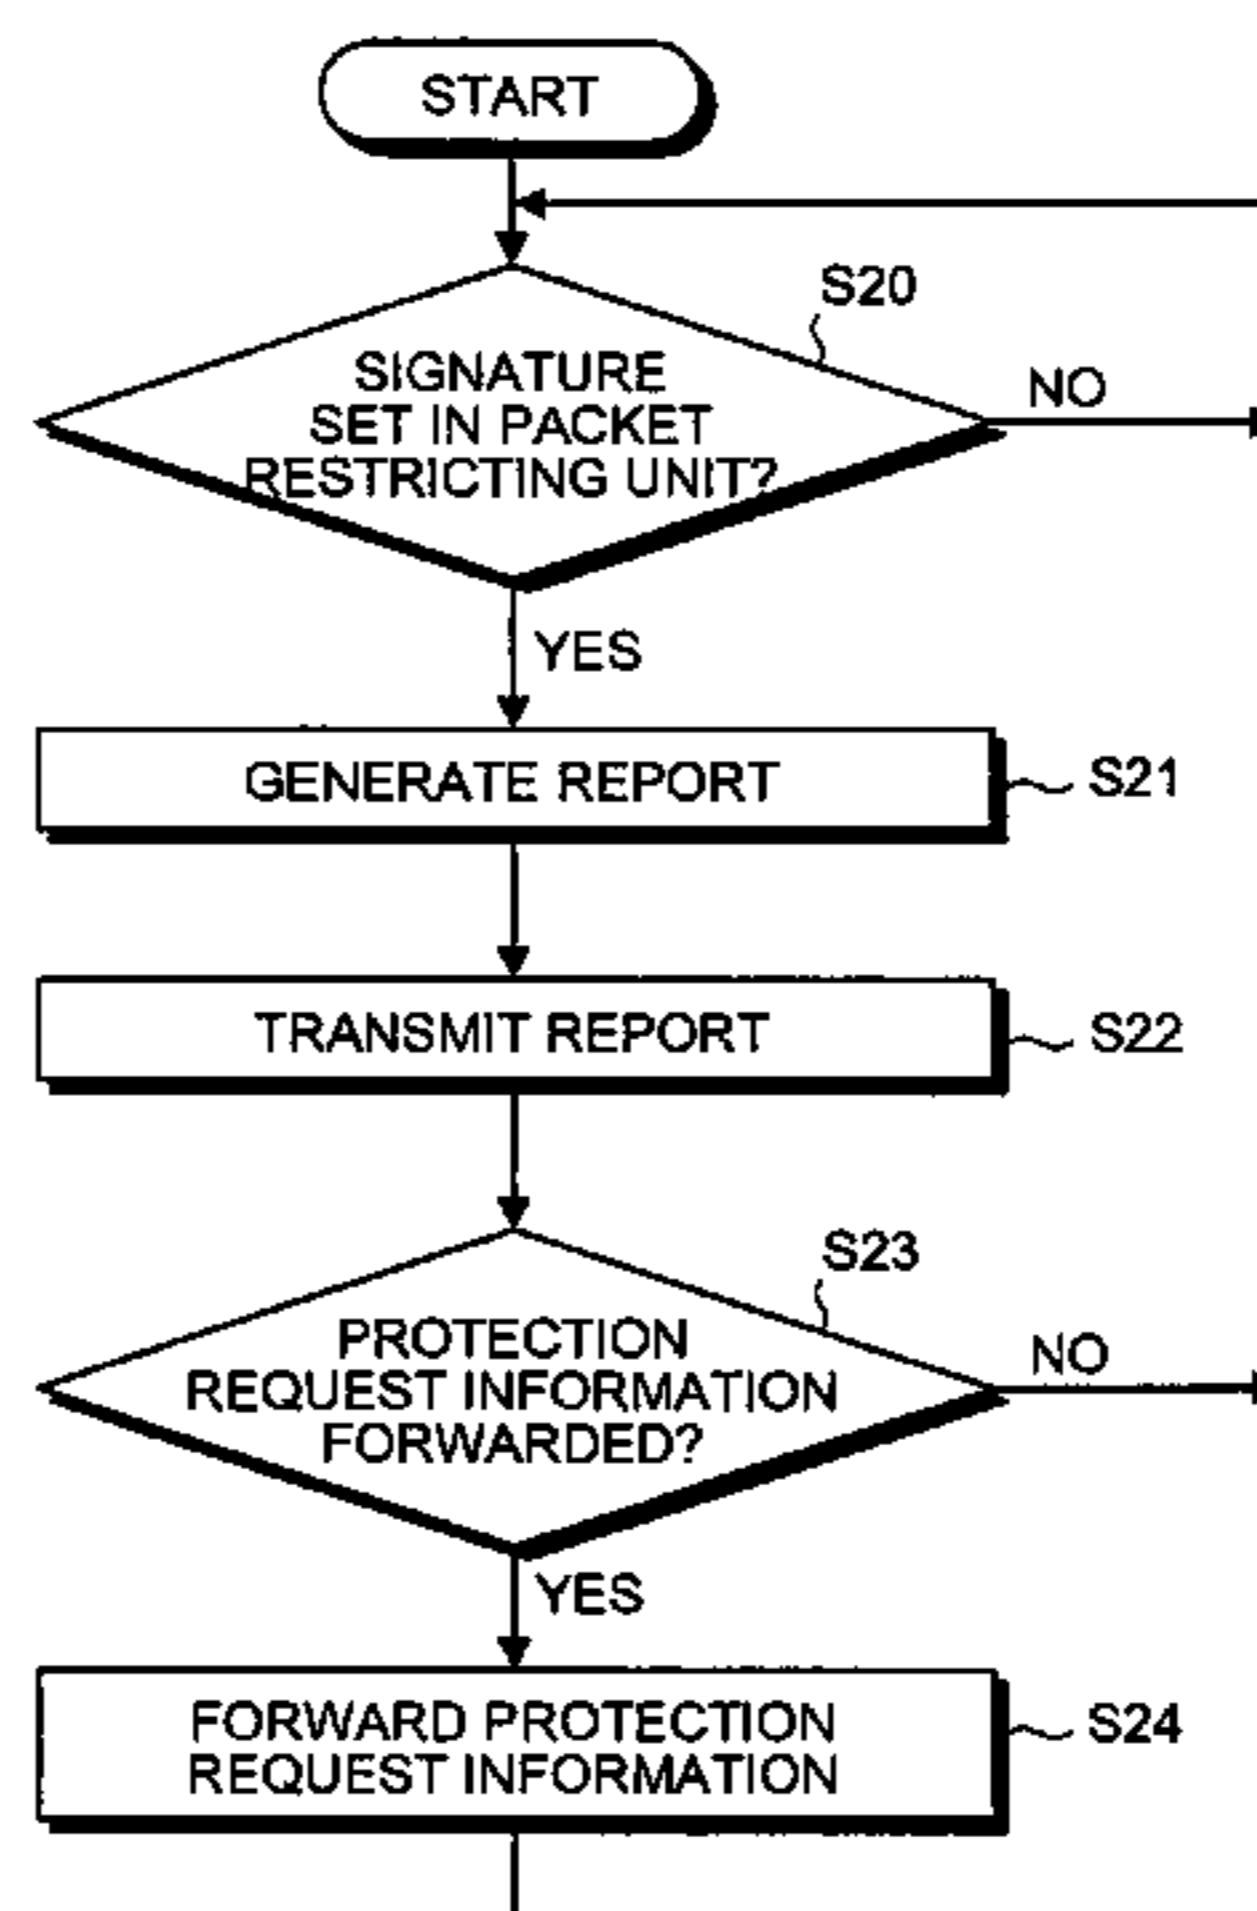 START
S20
SIGNATURE
SET IN PACKET
RESTRICTING UNIT?
NO
YES
GENERATE REPORT
S21
TRANSMIT REPORT
S22
S23
PROTECTION
REQUEST INFORMATION
FORWARDED?
NO
YES
FORWARD PROTECTION
REQUEST INFORMATION
S24